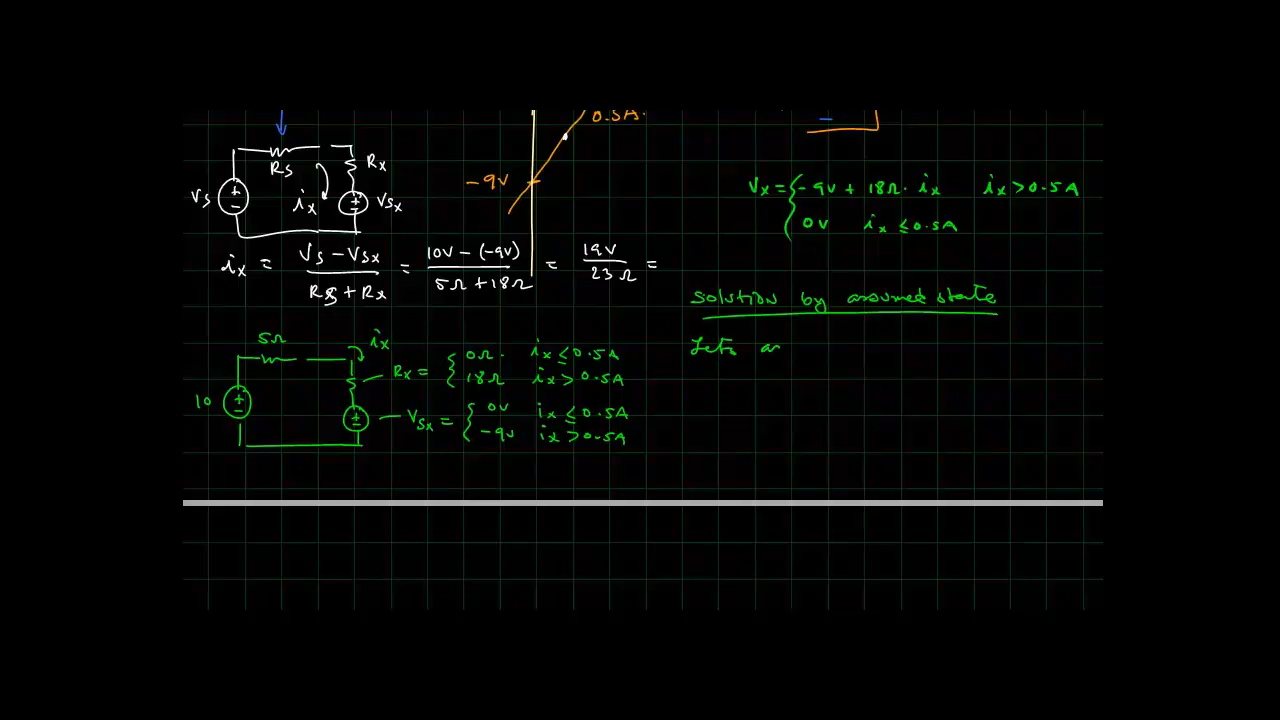 0.5A.
-9V
Rs
Rx
Vs
ix
Vsx
ix = Vs - Vsx / Rs + Rx = 10V - (-9V) / 5Ω + 18Ω = 19V / 23Ω =
Vx = { -9V + 18Ω. ix ix > 0.5A
0V ix ≤ 0.5A
Solution by assumed state
Lets a
5Ω
ix
10
Rx = { 0Ω. ix ≤ 0.5A
18Ω ix > 0.5A
Vsx = { 0V ix ≤ 0.5A
-9V ix > 0.5A